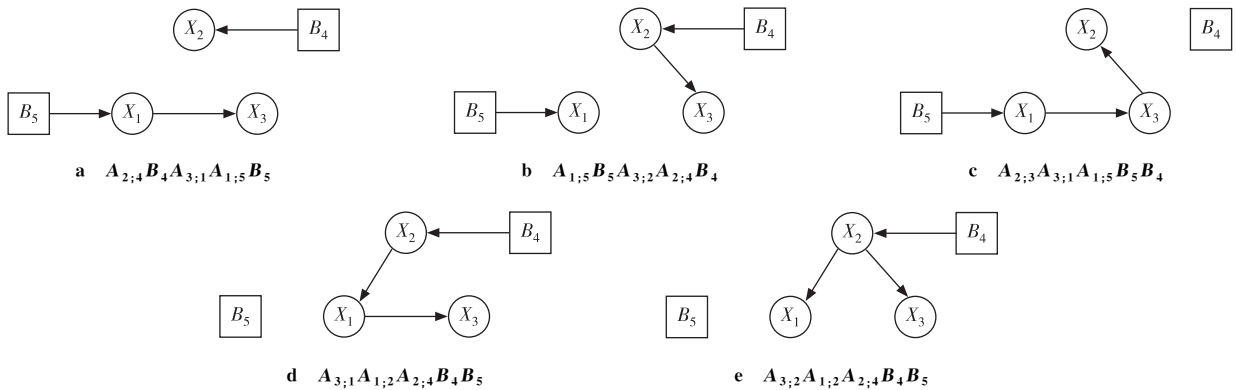 X₂ B₄ X₂ B₄ X₂ B₄
B₅ X₁ X₃ B₅ X₁ X₃ B₅ X₁ X₃
a A₂;₄B₄A₃;₁A₁;₅B₅ b A₁;₅B₅A₃;₂A₂;₄B₄ c A₂;₃A₃;₁A₁;₅B₅B₄
X₂ B₄ X₂ B₄
B₅ X₁ X₃ B₅ X₁ X₃
d A₃;₁A₁;₂A₂;₄B₄B₅ e A₃;₂A₁;₂A₂;₄B₄B₅